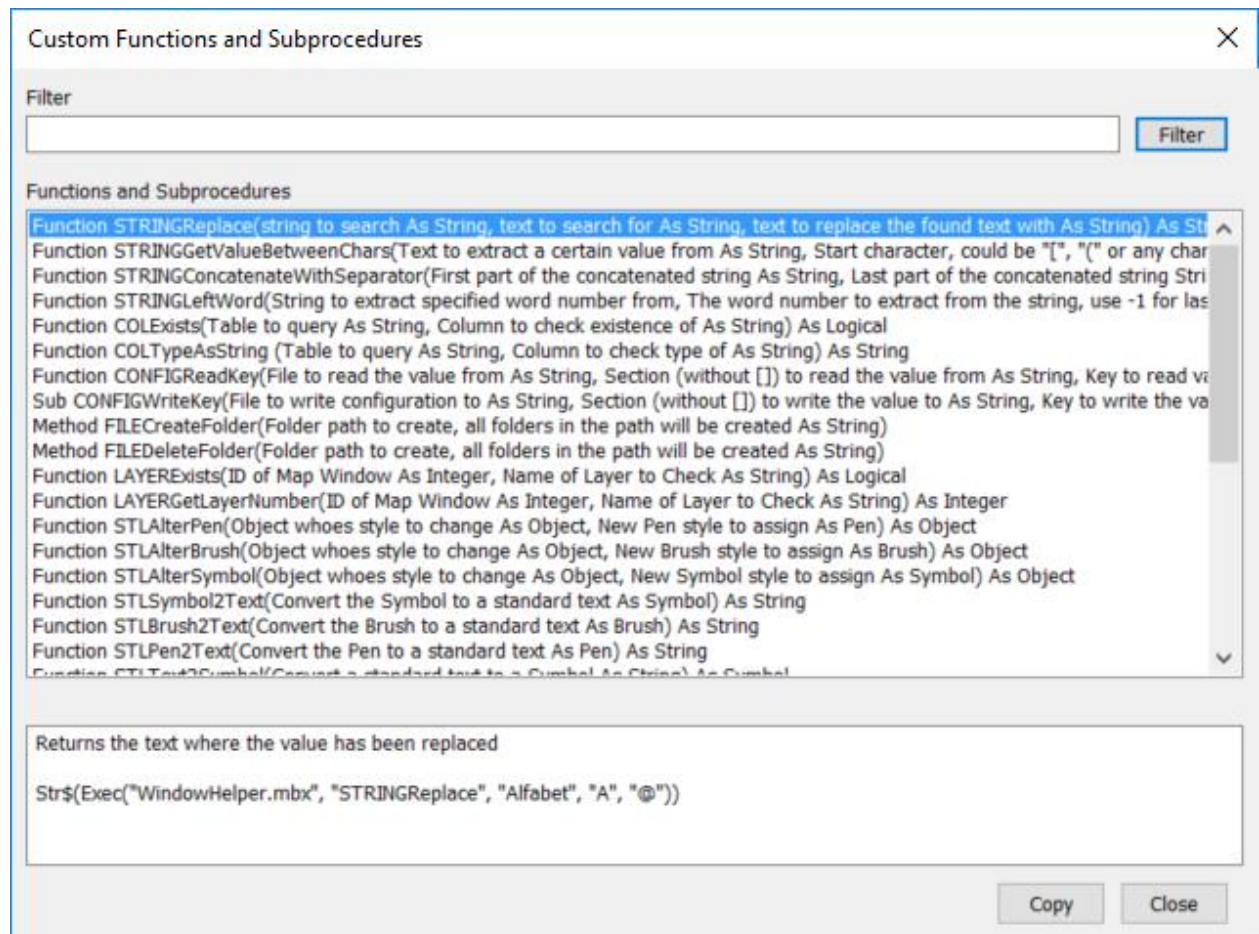 Custom Functions and Subprocedures
Filter
Filter
Functions and Subprocedures
Function STRINGReplace(string to search As String, text to search for As String, text to replace the found text with As String) As Str
Function STRINGGetValueBetweenChars(Text to extract a certain value from As String, Start character, could be "[", "(" or any char
Function STRINGConcatenateWithSeparator(First part of the concatenated string As String, Last part of the concatenated string Stri
Function STRINGLeftWord(String to extract specified word number from, The word number to extract from the string, use -1 for las
Function COLExists(Table to query As String, Column to check existence of As String) As Logical
Function COLTypeAsString (Table to query As String, Column to check type of As String) As String
Function CONFIGReadKey(File to read the value from As String, Section (without []) to read the value from As String, Key to read va
Sub CONFIGWriteKey(File to write configuration to As String, Section (without []) to write the value to As String, Key to write the va
Method FILECreateFolder(Folder path to create, all folders in the path will be created As String)
Method FILEDeleteFolder(Folder path to create, all folders in the path will be created As String)
Function LAYERExists(ID of Map Window As Integer, Name of Layer to Check As String) As Logical
Function LAYERGetLayerNumber(ID of Map Window As Integer, Name of Layer to Check As String) As Integer
Function STLAlterPen(Object whoes style to change As Object, New Pen style to assign As Pen) As Object
Function STLAlterBrush(Object whoes style to change As Object, New Brush style to assign As Brush) As Object
Function STLAlterSymbol(Object whoes style to change As Object, New Symbol style to assign As Symbol) As Object
Function STLSymbol2Text(Convert the Symbol to a standard text As Symbol) As String
Function STLBrush2Text(Convert the Brush to a standard text As Brush) As String
Function STLPen2Text(Convert the Pen to a standard text As Pen) As String
Function STLText2Symbol(Convert a standard text to a Symbol As String) As Symbol
Returns the text where the value has been replaced
Str$(Exec("WindowHelper.mbx", "STRINGReplace", "Alfabet", "A", "@"))
Copy
Close